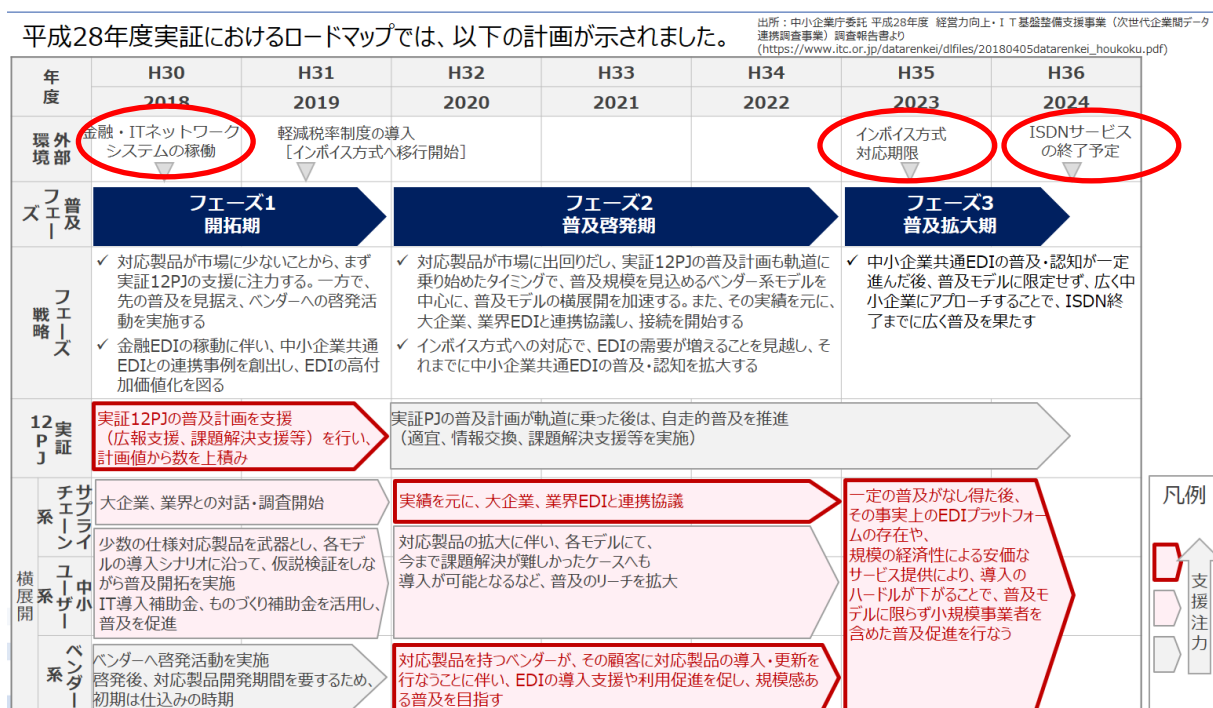 平成28年度実証におけるロードマップでは、以下の計画が示されました。
出所：中小企業庁委託 平成28年度 経営力向上・ＩＴ基盤整備支援事業（次世代企業間データ
連携調査事業）調査報告書より
(https://www.itc.or.jp/datarenkei/dlfiles/20180405datarenkei_houkoku.pdf)
年度
H30
H31
H32
H33
H34
H35
H36
2018
2019
2020
2021
2022
2023
2024
外部環境
金融・ITネットワーク
システムの稼働
軽減税率制度の導入
［インボイス方式へ移行開始］
インボイス方式
対応期限
ISDNサービス
の終了予定
普及フェーズ
フェーズ1
開拓期
フェーズ2
普及啓発期
フェーズ3
普及拡大期
フェーズ戦略
✓ 対応製品が市場に少ないことから、まず
実証12PJの支援に注力する。一方で、
先の普及を見据え、ベンダーへの啓発活
動を実施する
✓ 金融EDIの稼動に伴い、中小企業共通
EDIとの連携事例を創出し、EDIの高付
加価値化を図る
✓ 対応製品が市場に出回りだし、実証12PJの普及計画も軌道に
乗り始めたタイミングで、普及規模を見込めるベンダー系モデルを
中心に、普及モデルの横展開を加速する。また、その実績を元に、
大企業、業界EDIと連携協議し、接続を開始する
✓ インボイス方式への対応で、EDIの需要が増えることを見越し、そ
れまでに中小企業共通EDIの普及・認知を拡大する
✓ 中小企業共通EDIの普及・認知が一定
進んだ後、普及モデルに限定せず、広く中
小企業にアプローチすることで、ISDN終
了までに広く普及を果たす
実証12PJ
実証12PJの普及計画を支援
（広報支援、課題解決支援等）を行い、
計画値から数を上積み
実証PJの普及計画が軌道に乗った後は、自走的普及を推進
（適宜、情報交換、課題解決支援等を実施）
横展開
サプライチェーン系
大企業、業界との対話・調査開始
実績を元に、大企業、業界EDIと連携協議
一定の普及がなし得た後、
その事実上のEDIプラットフォー
ムの存在や、
規模の経済性による安価な
サービス提供により、導入の
ハードルが下がることで、普及モ
デルに限らず小規模事業者を
含めた普及促進を行なう
中小ユーザー系
少数の仕様対応製品を武器とし、各モデ
ルの導入シナリオに沿って、仮説検証をしな
がら普及開拓を実施
IT導入補助金、ものづくり補助金を活用し、
普及を促進
対応製品の拡大に伴い、各モデルにて、
今まで課題解決が難しかったケースへも
導入が可能となるなど、普及のリーチを拡大
ベンダー系
ベンダーへ啓発活動を実施
啓発後、対応製品開発期間を要するため、
初期は仕込みの時期
対応製品を持つベンダーが、その顧客に対応製品の導入・更新を
行なうことに伴い、EDIの導入支援や利用促進を促し、規模感あ
る普及を目指す
凡例
支援注力